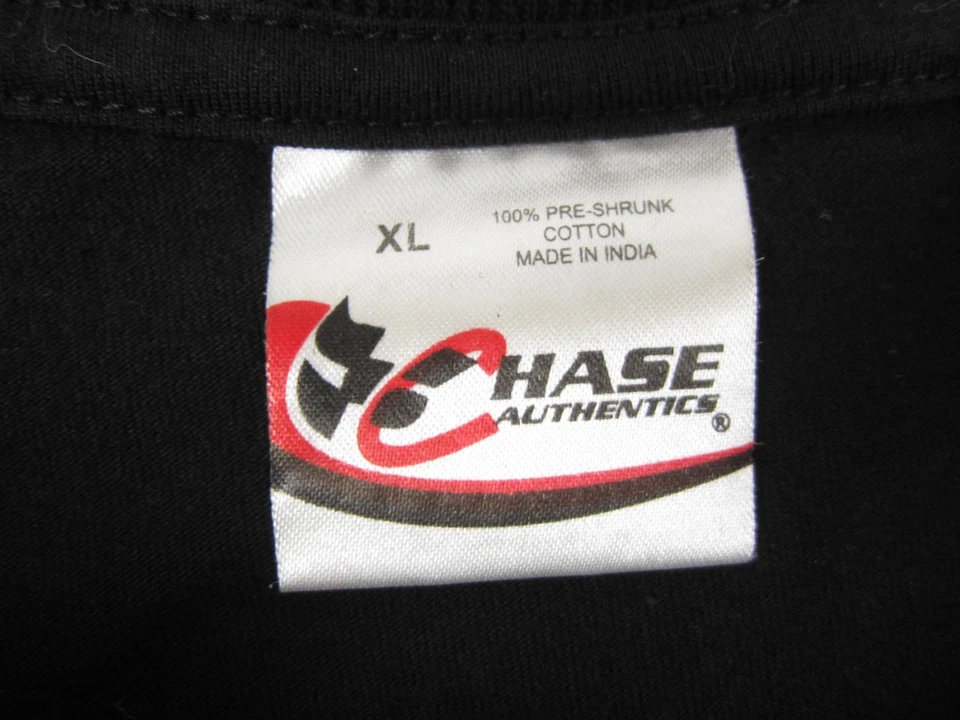 XL
100% PRE-SHRUNK
COTTON
MADE IN INDIA
CHASE
AUTHENTICS®